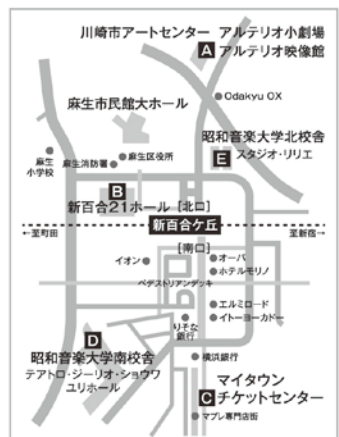 川崎市アートセンター アルテリオ小劇場
A アルテリオ映像館
Odakyu OX
麻生市民館大ホール
昭和音楽大学北校舎
E スタジオ・リリエ
麻生
小学校
麻生消防署
麻生区役所
B
新百合21ホール [北口]
新百合ケ丘
←至町田
至新宿→
[南口]
イオン
オーパ
ホテルモリノ
ペデストリアンデッキ
エルミロード
イトーヨーカドー
りそな
銀行
D
昭和音楽大学南校舎
テアトロ・ジーリオ・ショウワ
ユリホール
横浜銀行
マイタウン
C チケットセンター
マプレ専門店街